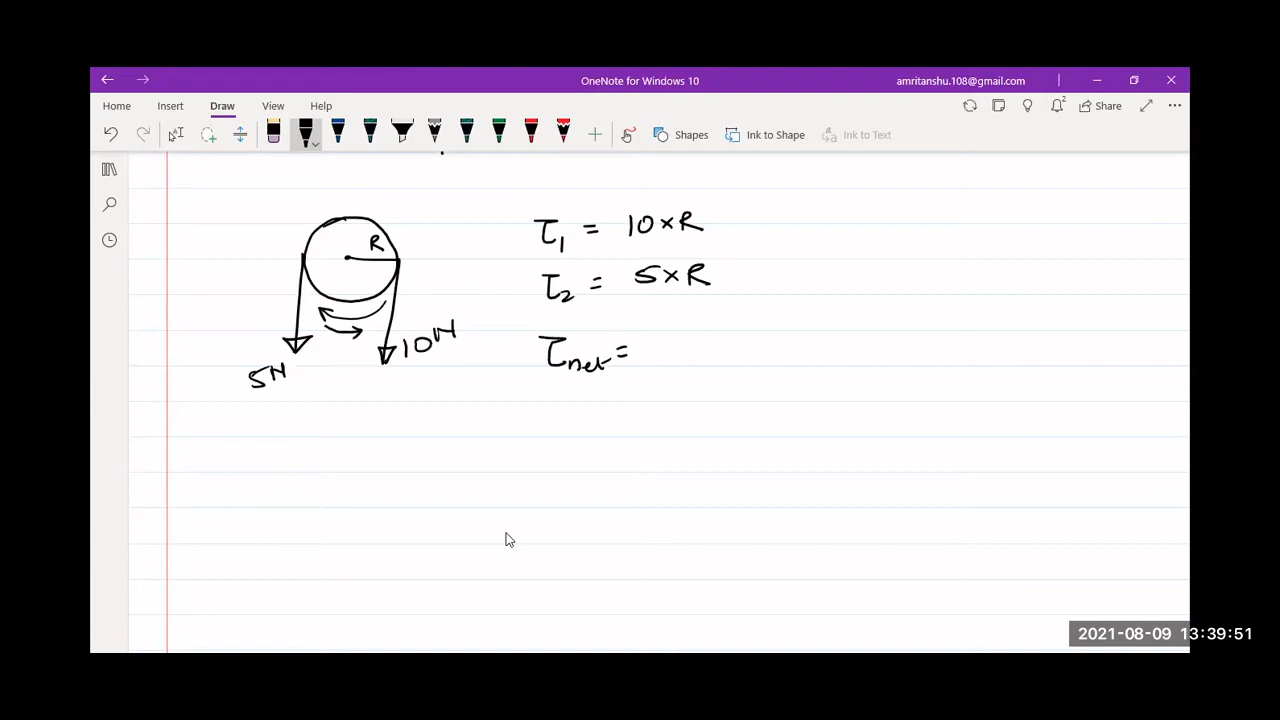 OneNote for Windows 10
amritanshu.108@gmail.com
Home Insert Draw View Help
2
Share
Shapes
Ink to Shape
Ink to Text
R
5N
10N
τ₁ = 10×R
τ₂ = 5×R
τnet =
2021-08-09 13:39:51